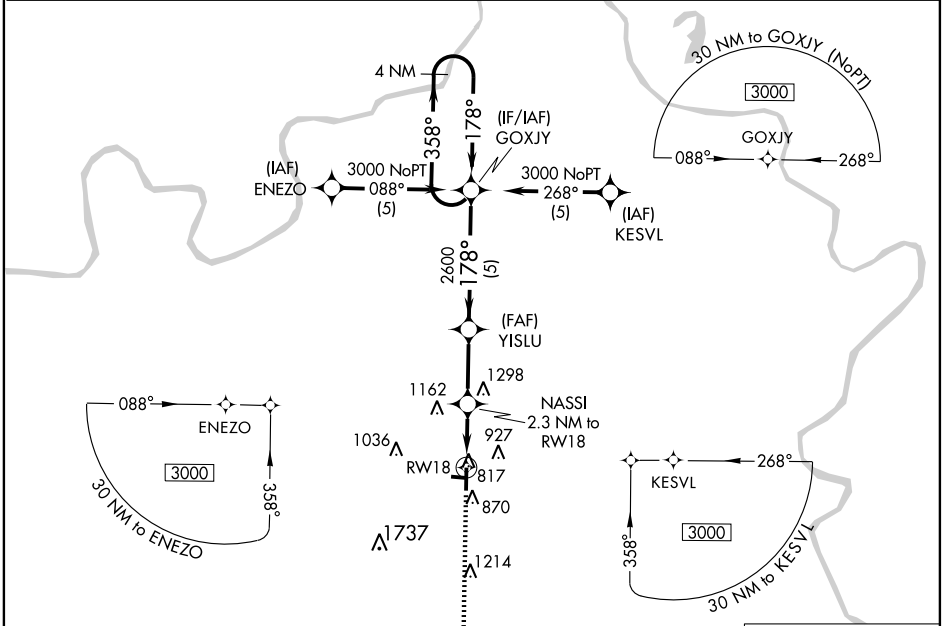 30 NM to GOXJY (NoPT)
3000
GOXJY
088°
268°
4 NM
358°
178°
(IF/IAF)
GOXJY
(IAF)
ENEZO
3000 NoPT
088°
(5)
3000 NoPT
268°
(5)
(IAF)
KESVL
2600
178°
(5)
(FAF)
YISLU
1298
1162
NASSI
2.3 NM to
RW18
927
1036
RW18
817
870
1737
1214
088°
ENEZO
3000
358°
30 NM to ENEZO
268°
KESVL
3000
358°
30 NM to KESVL